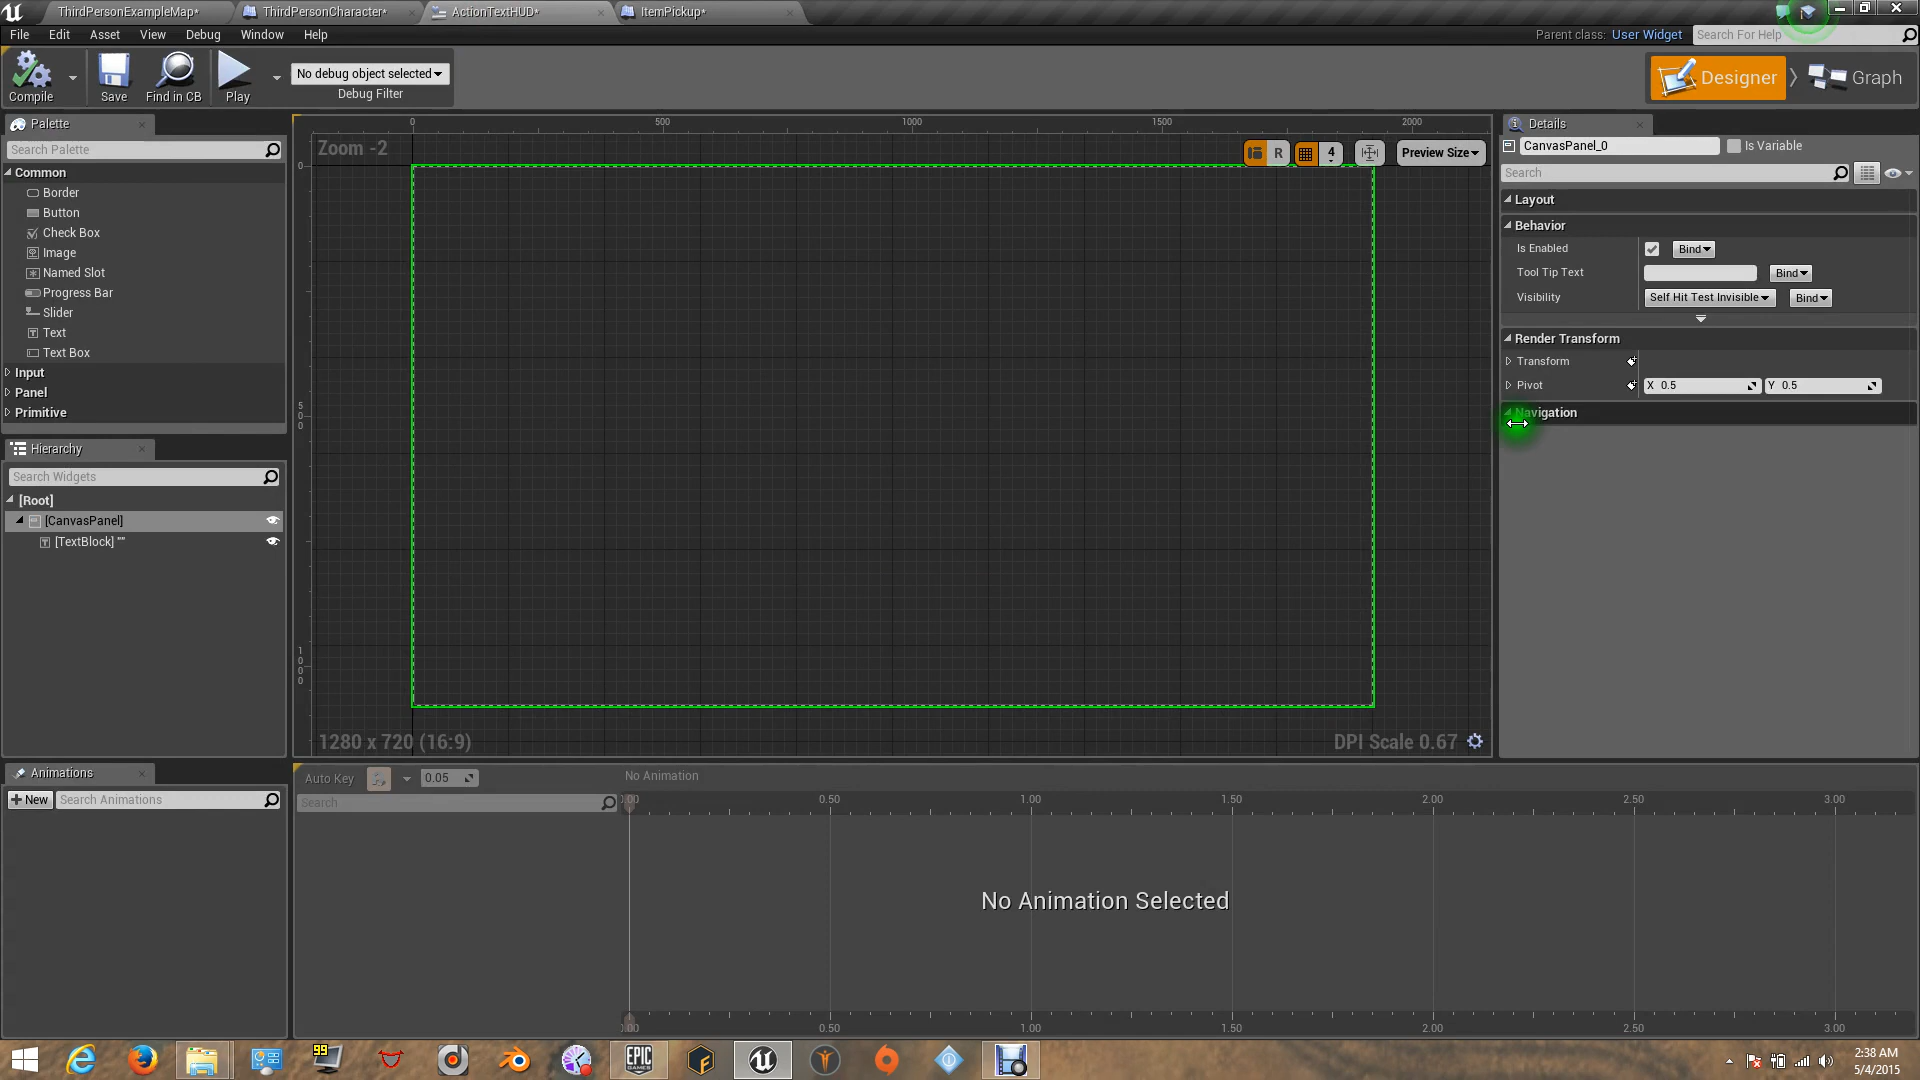 ThirdPersonExampleMap*
ThirdPersonCharacter*
ActionTextHUD*
ItemPickup*
File Edit Asset View Debug Window Help
Parent class: User Widget
Search For Help
Compile
Save
Find in CB
Play
No debug object selected
Debug Filter
Designer
Graph
Palette
Search Palette
Common
Border
Button
Check Box
Image
Named Slot
Progress Bar
Slider
Text
Text Box
Input
Panel
Primitive
Hierarchy
Search Widgets
[Root]
[CanvasPanel]
[TextBlock] ""
0 500 1000 1500 2000
Zoom -2
R
4
Preview Size
0
500
1000
1280 x 720 (16:9)
DPI Scale 0.67
Details
CanvasPanel_0
Is Variable
Search
Layout
Behavior
Is Enabled
Bind
Tool Tip Text
Bind
Visibility
Self Hit Test Invisible
Bind
Render Transform
Transform
Pivot
X 0.5
Y 0.5
Navigation
Animations
New
Search Animations
Auto Key
0.05
No Animation
Search
0.50 1.00 1.50 2.00 2.50 3.00
No Animation Selected
0.50 1.00 1.50 2.00 2.50 3.00
99
EPIC
GAMES
2:38 AM
5/4/2015